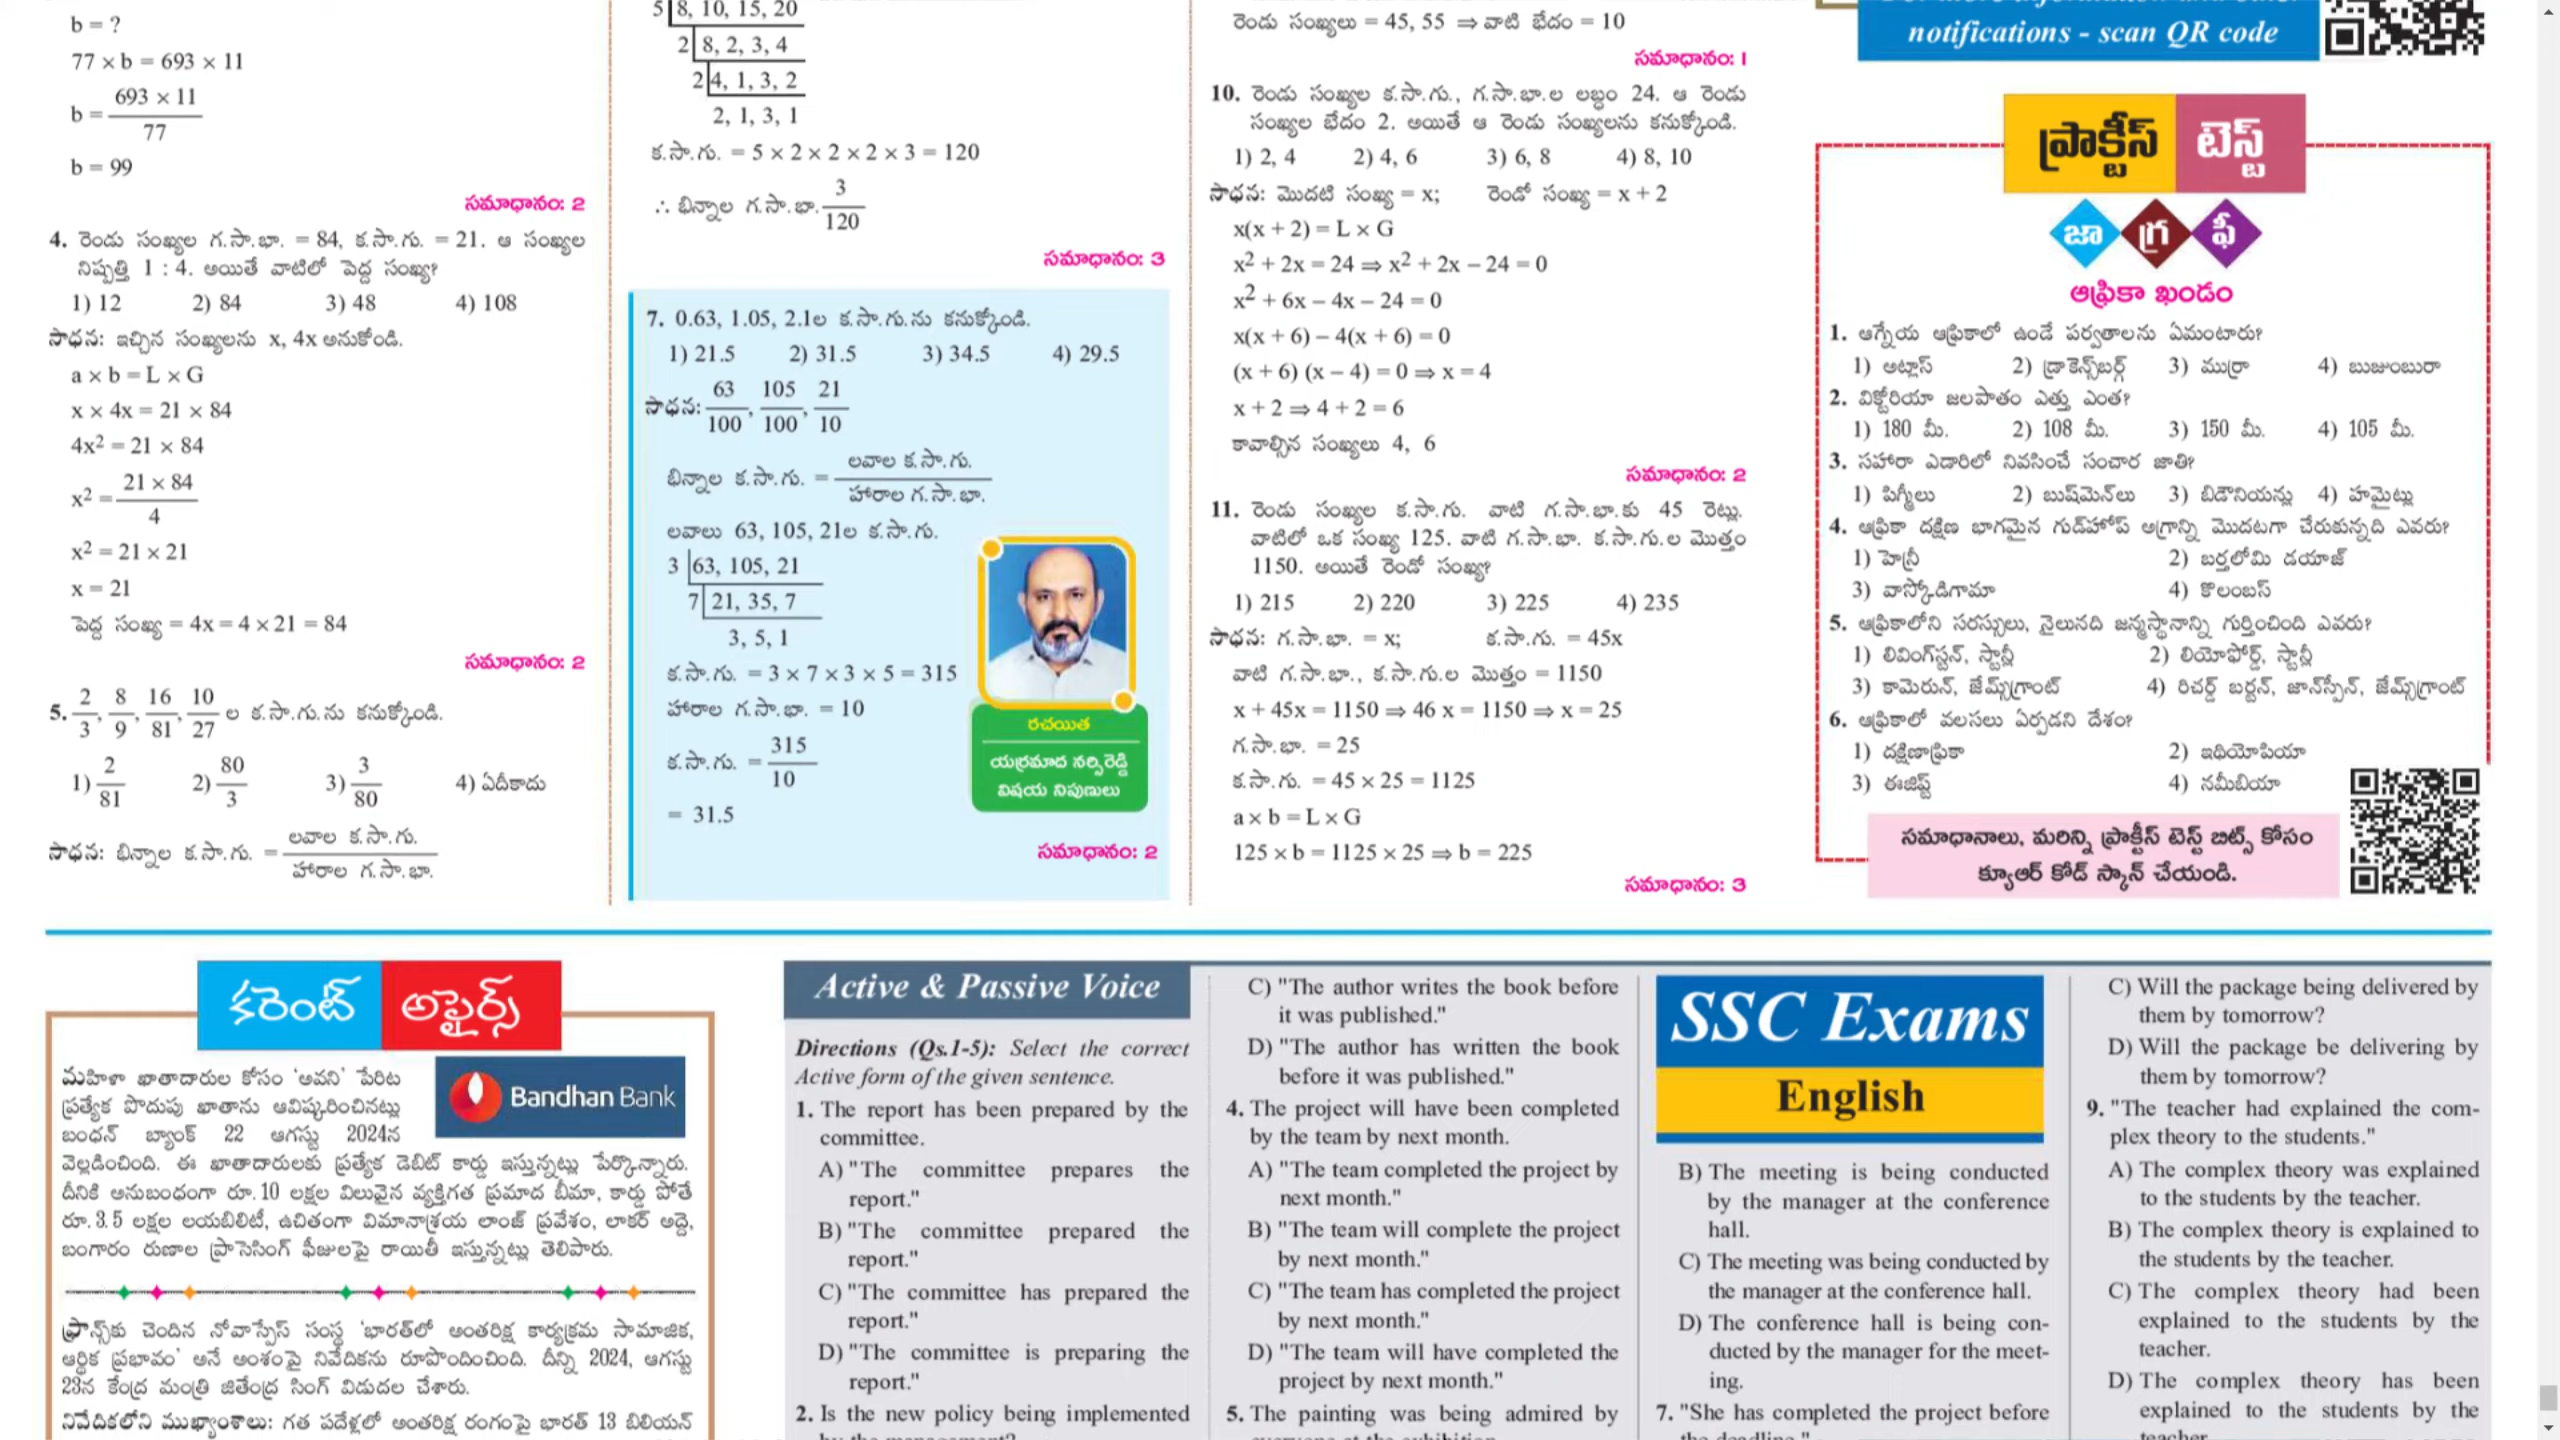 b = ?
77 × b = 693 × 11
b = 693 × 11 / 77
b = 99
సమాధానం: 2
4. రెండు సంఖ్యల గ.సా.భా. = 84, క.సా.గు. = 21. ఆ సంఖ్యల
నిష్పత్తి 1 : 4. అయితే వాటిలో పెద్ద సంఖ్య?
1) 12 2) 84 3) 48 4) 108
సాధన: ఇచ్చిన సంఖ్యలను x, 4x అనుకోండి.
a × b = L × G
x × 4x = 21 × 84
4x² = 21 × 84
x² = 21 × 84 / 4
x² = 21 × 21
x = 21
పెద్ద సంఖ్య = 4x = 4 × 21 = 84
సమాధానం: 2
5. 2/3, 8/9, 16/81, 10/27 ల క.సా.గు.ను కనుక్కోండి.
1) 2/81 2) 80/3 3) 3/80 4) ఏదీకాదు
సాధన: భిన్నాల క.సా.గు. = లవాల క.సా.గు. / హారాల గ.సా.భా.
5 8, 10, 15, 20
2 8, 2, 3, 4
2 4, 1, 3, 2
2, 1, 3, 1
క.సా.గు. = 5 × 2 × 2 × 2 × 3 = 120
∴ భిన్నాల గ.సా.భా. 3/120
సమాధానం: 3
7. 0.63, 1.05, 2.1ల క.సా.గు.ను కనుక్కోండి.
1) 21.5 2) 31.5 3) 34.5 4) 29.5
సాధన: 63/100, 105/100, 21/10
భిన్నాల క.సా.గు. = లవాల క.సా.గు. / హారాల గ.సా.భా.
లవాలు 63, 105, 21ల క.సా.గు.
3 63, 105, 21
7 21, 35, 7
3, 5, 1
క.సా.గు. = 3 × 7 × 3 × 5 = 315
హారాల గ.సా.భా. = 10
క.సా.గు. = 315/10
= 31.5
సమాధానం: 2
రచయిత
యర్రమాద నర్సిరెడ్డి
విషయ నిపుణులు
రెండు సంఖ్యలు = 45, 55 ⇒ వాటి భేదం = 10
సమాధానం: 1
10. రెండు సంఖ్యల క.సా.గు., గ.సా.భా.ల లబ్ధం 24. ఆ రెండు
సంఖ్యల భేదం 2. అయితే ఆ రెండు సంఖ్యలను కనుక్కోండి.
1) 2, 4 2) 4, 6 3) 6, 8 4) 8, 10
సాధన: మొదటి సంఖ్య = x; రెండో సంఖ్య = x + 2
x(x + 2) = L × G
x2 + 2x = 24 ⇒ x2 + 2x – 24 = 0
x2 + 6x – 4x – 24 = 0
x(x + 6) – 4(x + 6) = 0
(x + 6) (x – 4) = 0 ⇒ x = 4
x + 2 ⇒ 4 + 2 = 6
కావాల్సిన సంఖ్యలు 4, 6
సమాధానం: 2
11. రెండు సంఖ్యల క.సా.గు. వాటి గ.సా.భా.కు 45 రెట్లు.
వాటిలో ఒక సంఖ్య 125. వాటి గ.సా.భా. క.సా.గు.ల మొత్తం
1150. అయితే రెండో సంఖ్య?
1) 215 2) 220 3) 225 4) 235
సాధన: గ.సా.భా. = x; క.సా.గు. = 45x
వాటి గ.సా.భా., క.సా.గు.ల మొత్తం = 1150
x + 45x = 1150 ⇒ 46 x = 1150 ⇒ x = 25
గ.సా.భా. = 25
క.సా.గు. = 45 × 25 = 1125
a × b = L × G
125 × b = 1125 × 25 ⇒ b = 225
సమాధానం: 3
notifications - scan QR code
ప్రాక్టీస్ టెస్ట్
జాగ్రఫీ
ఆఫ్రికా ఖండం
1. ఆగ్నేయ ఆఫ్రికాలో ఉండే పర్వతాలను ఏమంటారు?
1) అట్లాస్ 2) డ్రాకెన్స్‌బర్గ్ 3) ముర్రా 4) బుజుంబురా
2. విక్టోరియా జలపాతం ఎత్తు ఎంత?
1) 180 మీ. 2) 108 మీ. 3) 150 మీ. 4) 105 మీ.
3. సహారా ఎడారిలో నివసించే సంచార జాతి?
1) పిగ్మీలు 2) బుష్‌మెన్‌లు 3) బిడౌనియన్లు 4) హమైట్లు
4. ఆఫ్రికా దక్షిణ భాగమైన గుడ్‌హోప్ అగ్రాన్ని మొదటగా చేరుకున్నది ఎవరు?
1) హెన్రీ 2) బర్తలోమి డయాజ్
3) వాస్కోడిగామా 4) కొలంబస్
5. ఆఫ్రికాలోని సరస్సులు, నైలునది జన్మస్థానాన్ని గుర్తించింది ఎవరు?
1) లివింగ్‌స్టన్, స్టాన్లీ 2) లియోఫోర్డ్, స్టాన్లీ
3) కామెరున్, జేమ్స్‌గ్రాంట్ 4) రిచర్డ్ బర్టన్, జాన్‌స్పేన్, జేమ్స్‌గ్రాంట్
6. ఆఫ్రికాలో వలసలు ఏర్పడని దేశం?
1) దక్షిణాఫ్రికా 2) ఇథియోపియా
3) ఈజిప్ట్ 4) నమీబియా
సమాధానాలు, మరిన్ని ప్రాక్టీస్ టెస్ట్ బిట్స్ కోసం
క్యూఆర్ కోడ్ స్కాన్ చేయండి.
కరెంట్ అఫైర్స్
మహిళా ఖాతాదారుల కోసం 'అవని' పేరిట
ప్రత్యేక పొదుపు ఖాతాను ఆవిష్కరించినట్లు
బంధన్ బ్యాంక్ 22 ఆగస్టు 2024న
వెల్లడించింది. ఈ ఖాతాదారులకు ప్రత్యేక డెబిట్ కార్డు ఇస్తున్నట్లు పేర్కొన్నారు.
దీనికి అనుబంధంగా రూ.10 లక్షల విలువైన వ్యక్తిగత ప్రమాద బీమా, కార్డు పోతే
రూ.3.5 లక్షల లయబిలిటీ, ఉచితంగా విమానాశ్రయ లాంజ్ ప్రవేశం, లాకర్ అద్దె,
బంగారం రుణాల ప్రాసెసింగ్ ఫీజులపై రాయితీ ఇస్తున్నట్లు తెలిపారు.
Bandhan Bank
ఫ్రాన్స్‌కు చెందిన నోవాస్పేస్ సంస్థ 'భారత్‌లో అంతరిక్ష కార్యక్రమ సామాజిక,
ఆర్థిక ప్రభావం' అనే అంశంపై నివేదికను రూపొందించింది. దీన్ని 2024, ఆగస్టు
23న కేంద్ర మంత్రి జితేంద్ర సింగ్ విడుదల చేశారు.
నివేదికలోని ముఖ్యాంశాలు: గత పదేళ్లలో అంతరిక్ష రంగంపై భారత్ 13 బిలియన్
Active & Passive Voice
Directions (Qs.1-5): Select the correct
Active form of the given sentence.
1. The report has been prepared by the
committee.
A) "The committee prepares the
report."
B) "The committee prepared the
report."
C) "The committee has prepared the
report."
D) "The committee is preparing the
report."
2. Is the new policy being implemented
C) "The author writes the book before
it was published."
D) "The author has written the book
before it was published."
4. The project will have been completed
by the team by next month.
A) "The team completed the project by
next month."
B) "The team will complete the project
by next month."
C) "The team has completed the project
by next month."
D) "The team will have completed the
project by next month."
5. The painting was being admired by
SSC Exams
English
B) The meeting is being conducted
by the manager at the conference
hall.
C) The meeting was being conducted by
the manager at the conference hall.
D) The conference hall is being con-
ducted by the manager for the meet-
ing.
7. "She has completed the project before
C) Will the package being delivered by
them by tomorrow?
D) Will the package be delivering by
them by tomorrow?
9. "The teacher had explained the com-
plex theory to the students."
A) The complex theory was explained
to the students by the teacher.
B) The complex theory is explained to
the students by the teacher.
C) The complex theory had been
explained to the students by the
teacher.
D) The complex theory has been
explained to the students by the